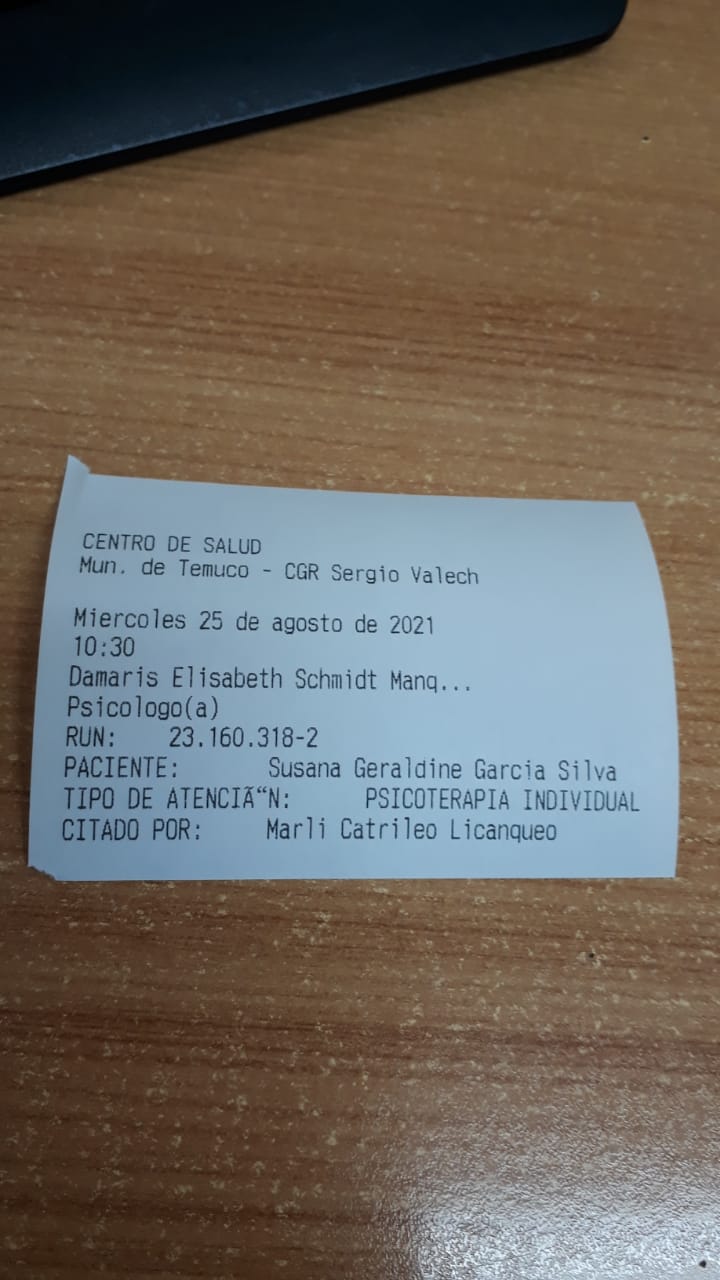 CENTRO DE SALUD
Mun. de Temuco - CGR Sergio Valech
Miercoles 25 de agosto de 2021
10:30
Damaris Elisabeth Schmidt Manq...
Psicologo(a)
RUN: 23.160.318-2
PACIENTE: Susana Geraldine Garcia Silva
TIPO DE ATENCIÃ“N: PSICOTERAPIA INDIVIDUAL
CITADO POR: Marli Catrileo Licanqueo